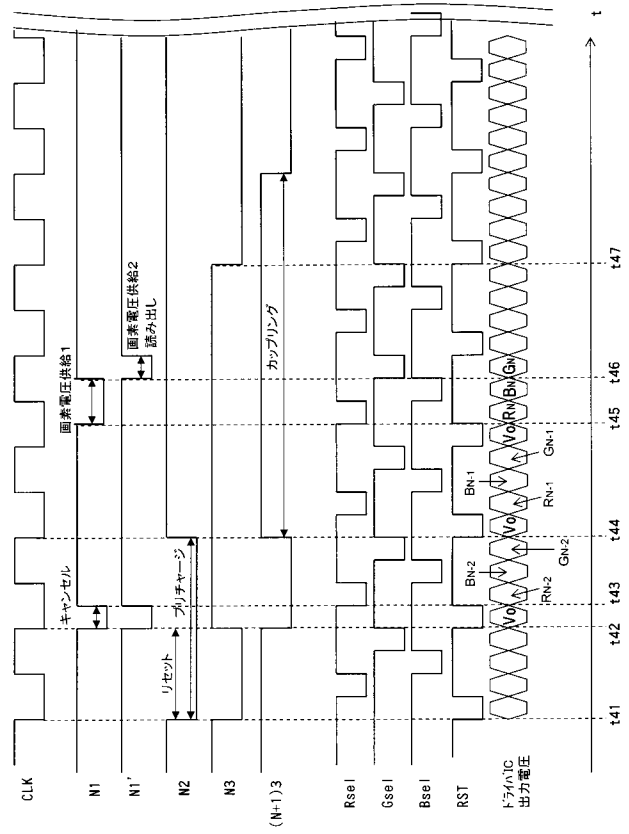 CLK
N1
N1'
N2
N3
(N+1)3
Rsel
Gsel
Bsel
RST
ドライバIC
出力電圧
キャンセル
リセット
プリチャージ
画素電圧供給1
画素電圧供給2
読み出し
カップリング
BN-2
BN-1
Vo
Vo
Vo RN BN GN
RN-2
GN-2
RN-1
GN-1
t41
t42
t43
t44
t45
t46
t47
t